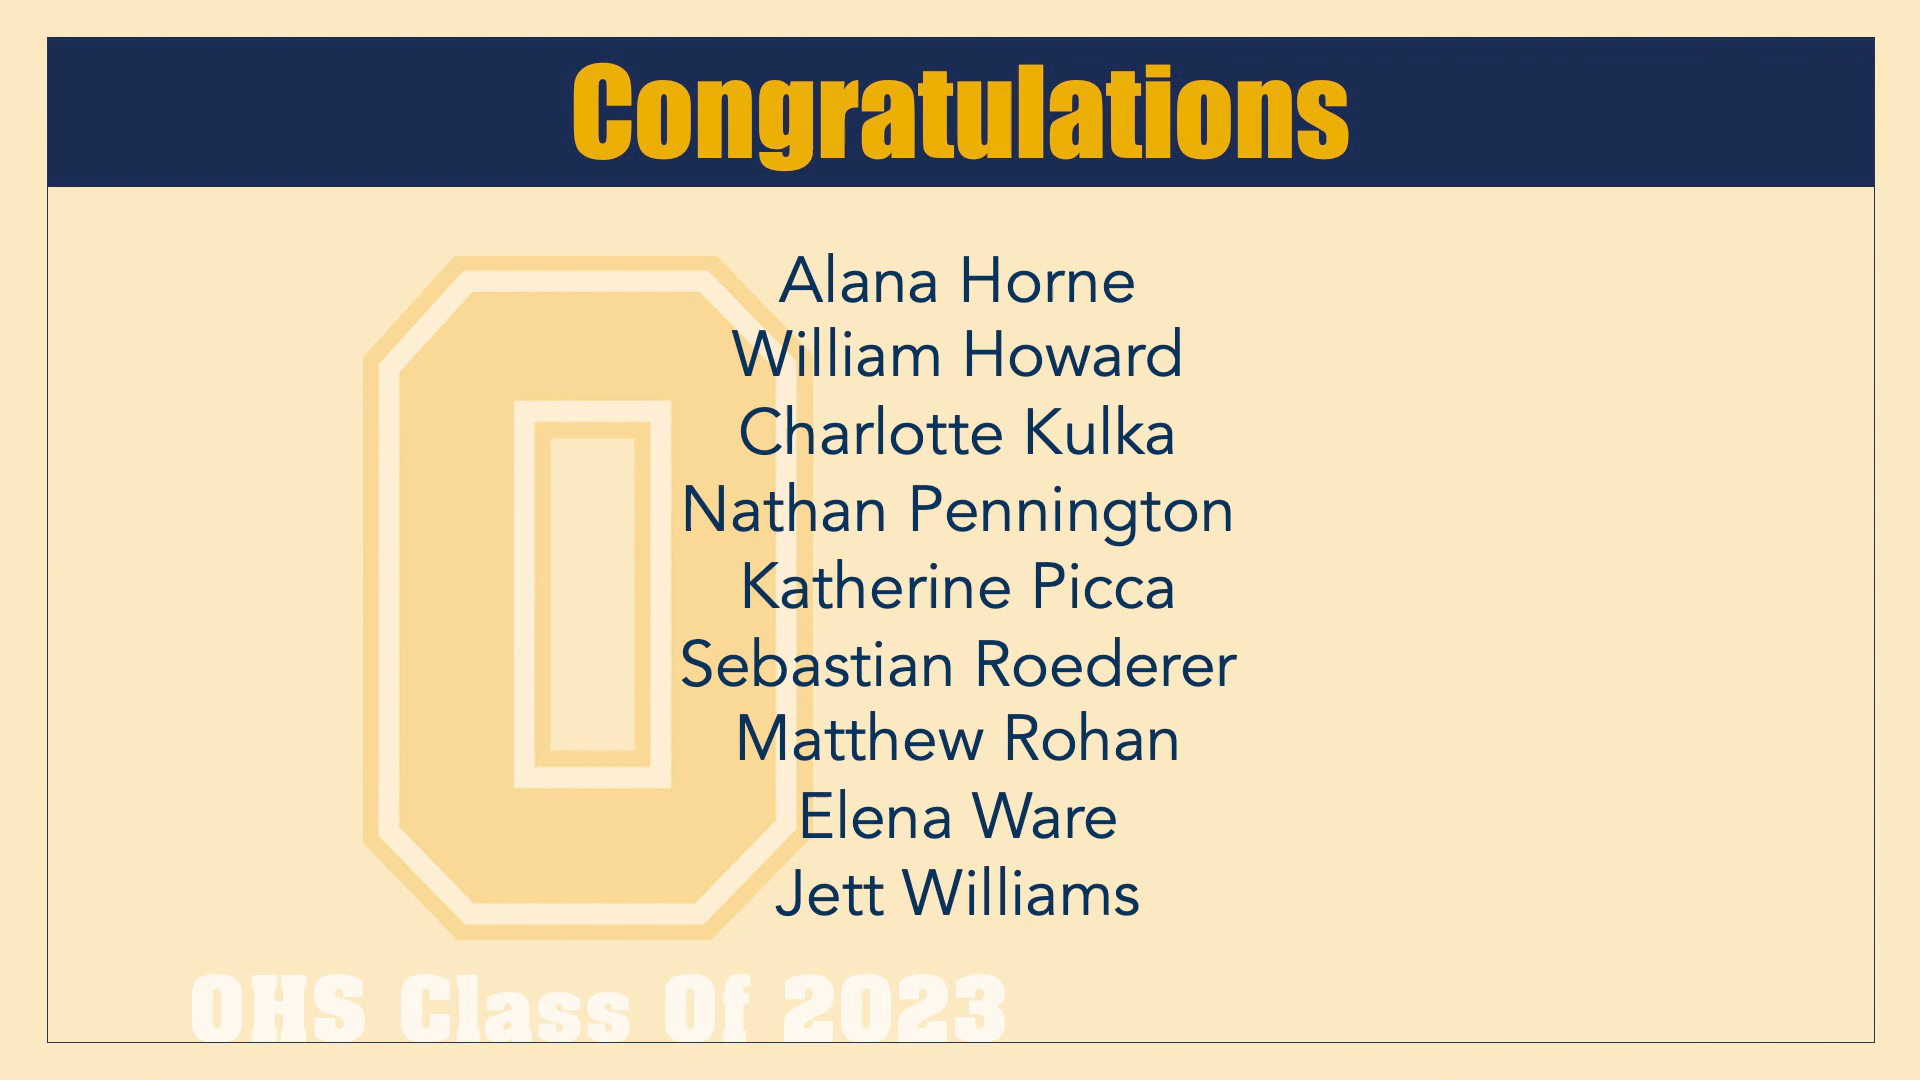 Congratulations
Alana Horne
William Howard
Charlotte Kulka
Nathan Pennington
Katherine Picca
Sebastian Roederer
Matthew Rohan
Elena Ware
Jett Williams
O
OHS Class Of 2023